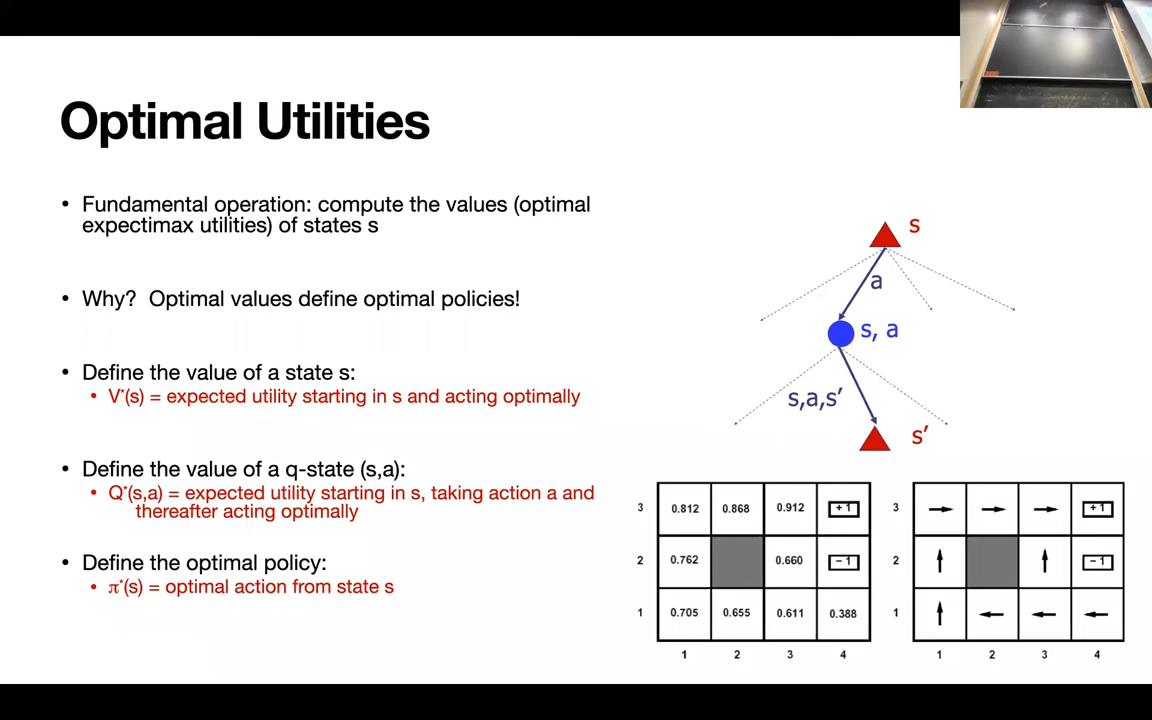 Optimal Utilities
• Fundamental operation: compute the values (optimal
expectimax utilities) of states s
• Why? Optimal values define optimal policies!
• Define the value of a state s:
• V*(s) = expected utility starting in s and acting optimally
• Define the value of a q-state (s,a):
• Q*(s,a) = expected utility starting in s, taking action a and
thereafter acting optimally
• Define the optimal policy:
• π*(s) = optimal action from state s
s
a
s, a
s,a,s′
s′
3 0.812 0.868 0.912 +1
2 0.762 0.660 −1
1 0.705 0.655 0.611 0.388
1 2 3 4
3 → → → +1
2 ↑ ↑ −1
1 ↑ ← ← ←
1 2 3 4